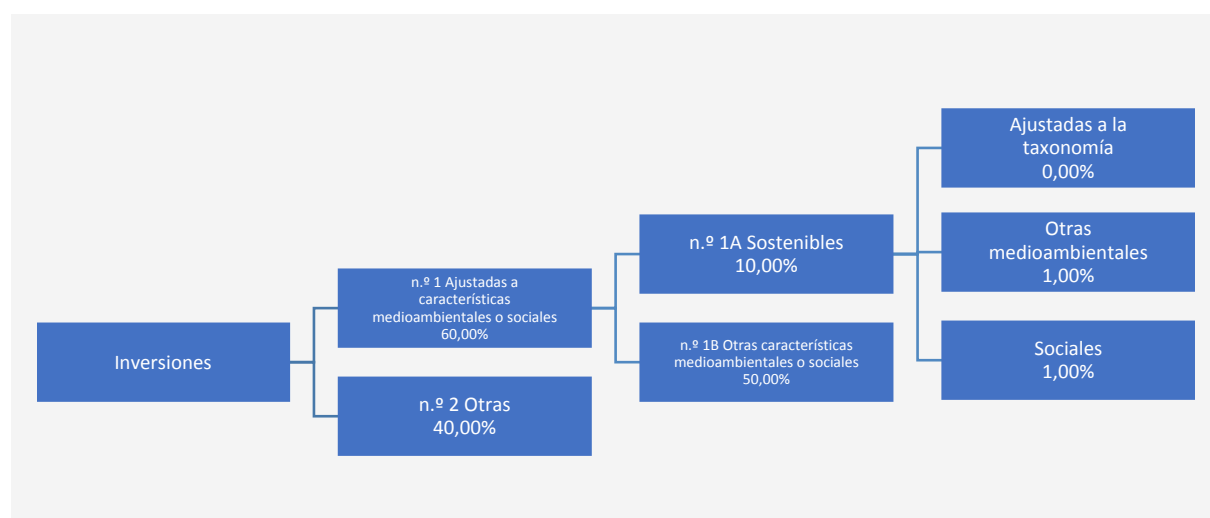 Inversiones
n.º 1 Ajustadas a
características
medioambientales o sociales
60,00%
n.º 2 Otras
40,00%
n.º 1A Sostenibles
10,00%
n.º 1B Otras características
medioambientales o sociales
50,00%
Ajustadas a la
taxonomía
0,00%
Otras
medioambientales
1,00%
Sociales
1,00%